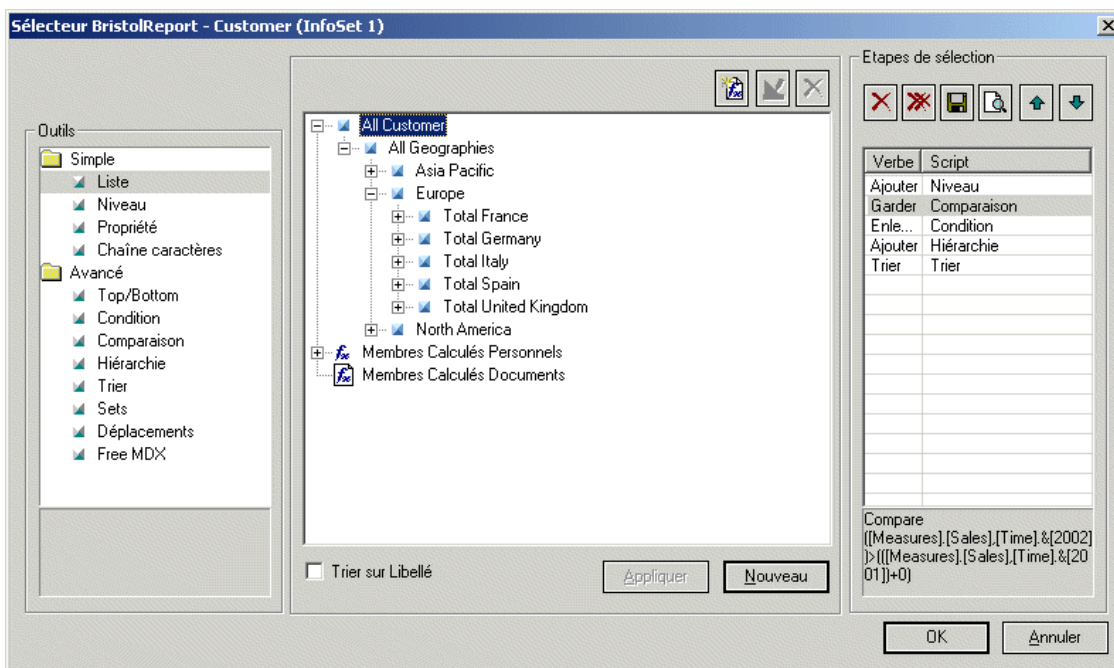 Sélecteur BristolReport - Customer (InfoSet 1)
Outils
Simple
Liste
Niveau
Propriété
Chaîne caractères
Avancé
Top/Bottom
Condition
Comparaison
Hiérarchie
Trier
Sets
Déplacements
Free MDX
All Customer
All Geographies
Asia Pacific
Europe
Total France
Total Germany
Total Italy
Total Spain
Total United Kingdom
North America
Membres Calculés Personnels
Membres Calculés Documents
Trier sur Libellé
Appliquer
Nouveau
Etapes de sélection
Verbe Script
Ajouter Niveau
Garder Comparaison
Enle... Condition
Ajouter Hiérarchie
Trier Trier
Compare
([Measures].[Sales],[Time].&[2002]
)>(([Measures].[Sales],[Time].&[20
01])+0)
OK
Annuler